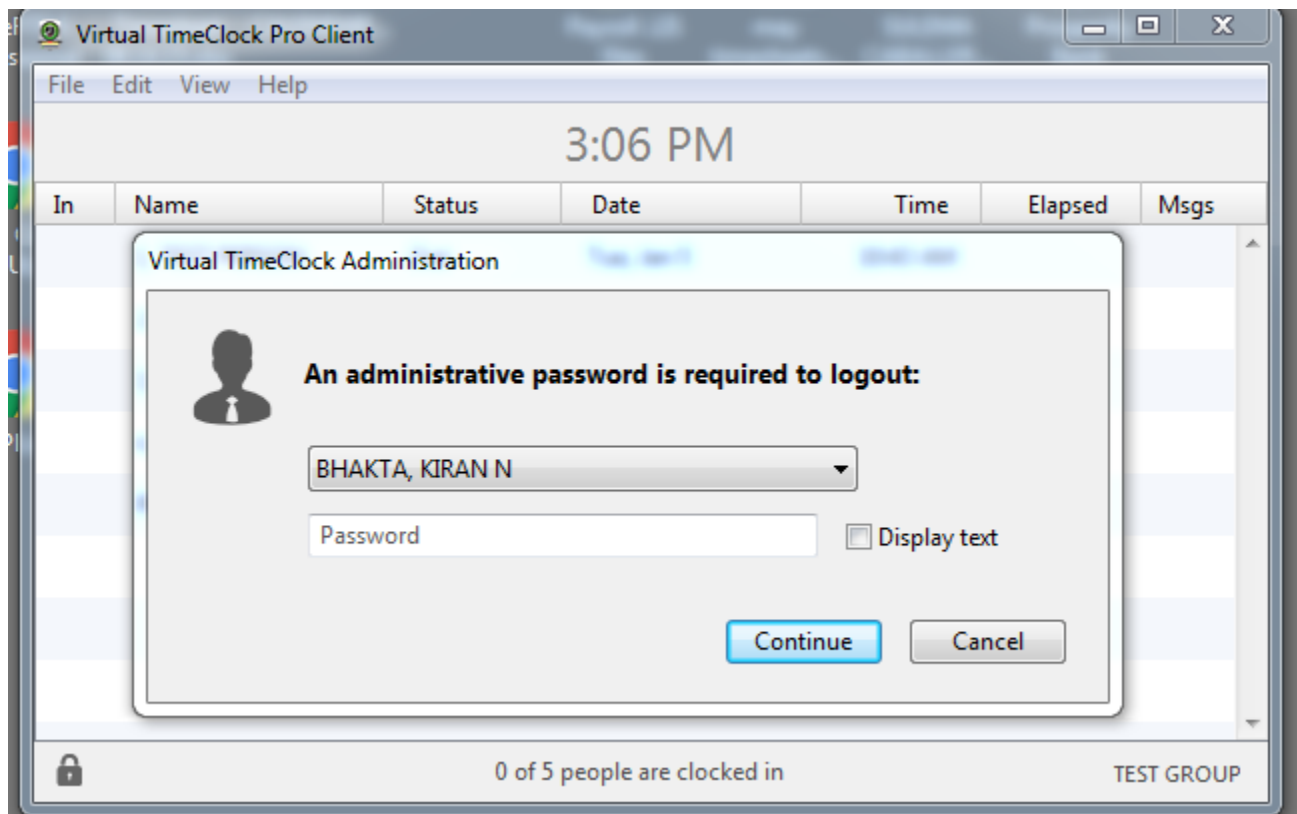 Virtual TimeClock Pro Client
File Edit View Help
3:06 PM
In Name Status Date Time Elapsed Msgs
Virtual TimeClock Administration
An administrative password is required to logout:
BHAKTA, KIRAN N
Password
Display text
Continue Cancel
0 of 5 people are clocked in
TEST GROUP